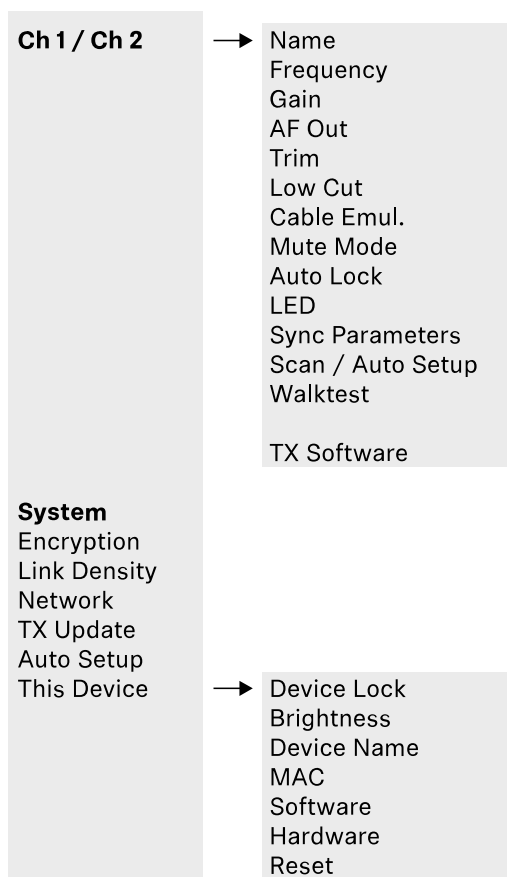 Ch 1 / Ch 2
Name
Frequency
Gain
AF Out
Trim
Low Cut
Cable Emul.
Mute Mode
Auto Lock
LED
Sync Parameters
Scan / Auto Setup
Walktest
TX Software
System
Encryption
Link Density
Network
TX Update
Auto Setup
This Device
Device Lock
Brightness
Device Name
MAC
Software
Hardware
Reset